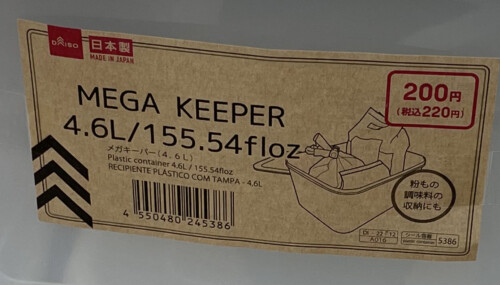 DAISO
日本製
MADE IN JAPAN
200円
(税込220円)
MEGA KEEPER
4.6L/155.54floz
メガキーパー(4.6L)
Plastic container 4.6L / 155.54floz
RECIPIENTE PLÁSTICO COM TAMPA - 4.6L
粉もの
調味料の
収納にも
4 550480 245386
K016
5386